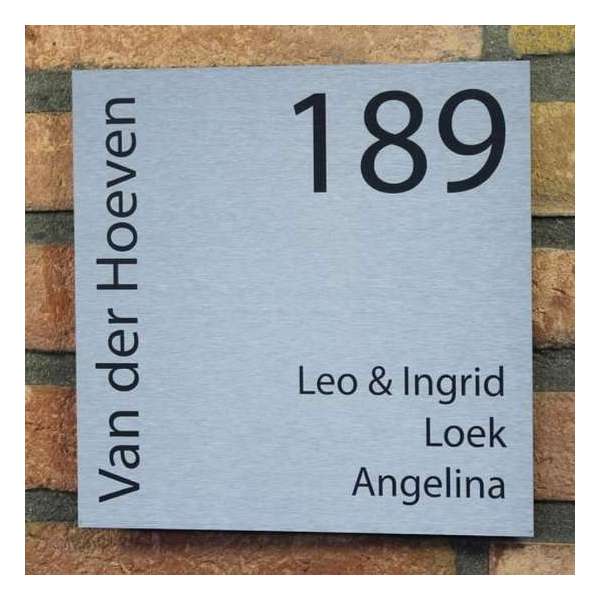 Van der Hoeven
189
Leo & Ingrid
Loek
Angelina